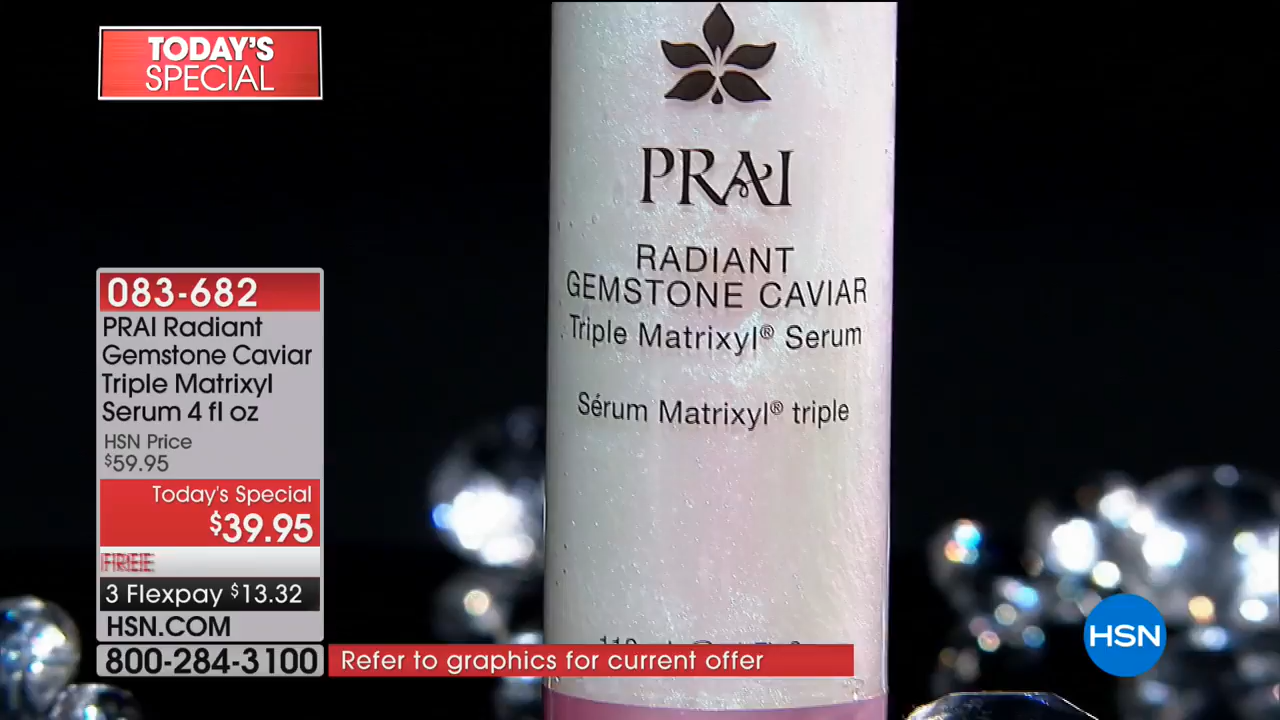 TODAY'S
SPECIAL
PRAI
RADIANT
GEMSTONE CAVIAR
Triple Matrixyl® Serum
Sérum Matrixyl® triple
083-682
PRAI Radiant
Gemstone Caviar
Triple Matrixyl
Serum 4 fl oz
HSN Price
$59.95
Today's Special
$39.95
FREE
3 Flexpay $13.32
HSN.COM
800-284-3100
Refer to graphics for current offer
HSN